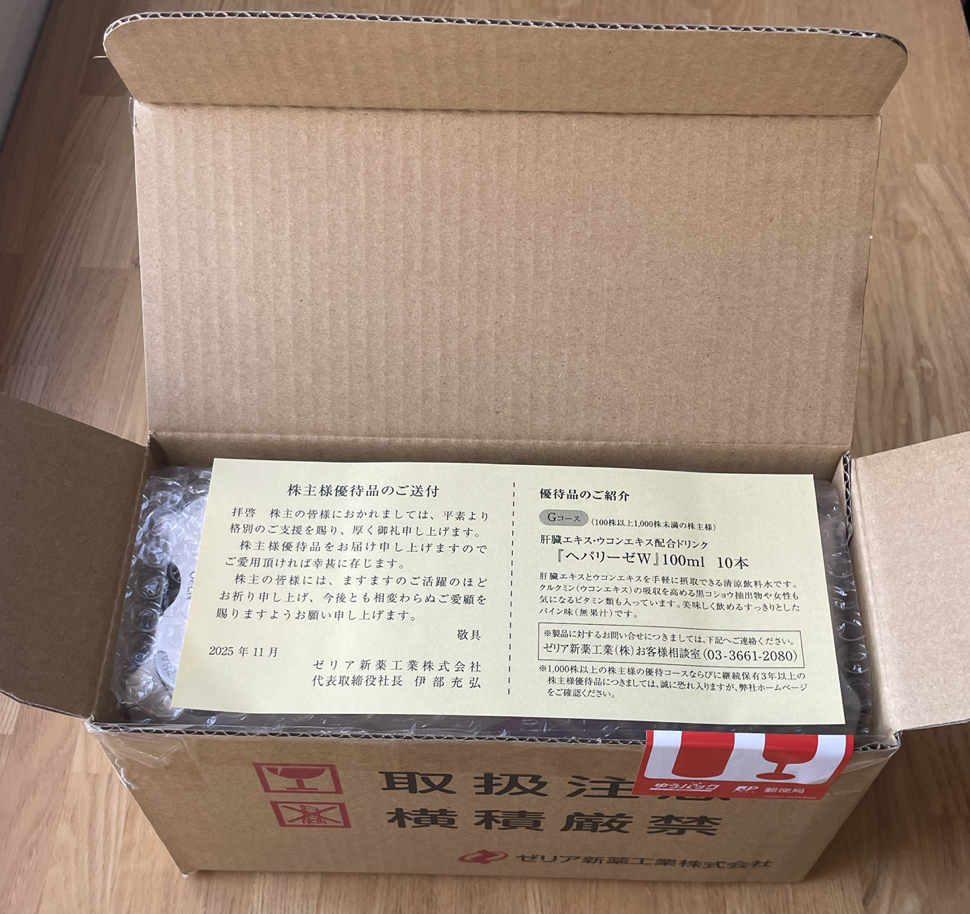 株主様優待品のご送付
拝啓　株主の皆様におかれましては、平素より
格別のご支援を賜り、厚く御礼申し上げます。
株主様優待品をお届け申し上げますので
ご愛用頂ければ幸甚に存じます。
株主の皆様には、ますますのご活躍のほど
お祈り申し上げ、今後とも相変わらぬご愛顧を
賜りますようお願い申し上げます。
敬具
2025年11月
ゼリア新薬工業株式会社
代表取締役社長　伊部充弘
優待品のご紹介
Gコース（100株以上1,000株未満の株主様）
肝臓エキス・ウコンエキス配合ドリンク
『ヘパリーゼW』100ml　10本
肝臓エキスとウコンエキスを手軽に摂取できる清涼飲料水です。
クルクミン（ウコンエキス）の吸収を高める黒コショウ抽出物や女性も
気になるビタミン類も入っています。美味しく飲めるすっきりとした
パイン味（無果汁）です。
※製品に対するお問い合せにつきましては、下記へご連絡ください。
ゼリア新薬工業（株）お客様相談室（03-3661-2080）
※1,000株以上の株主様の優待コースならびに継続保有3年以上の
株主様優待品につきましては、誠に恐れ入りますが、弊社ホームページ
をご確認ください。
取扱注意
横積厳禁
ゼリア新薬工業株式会社
ゆうパック
郵便局